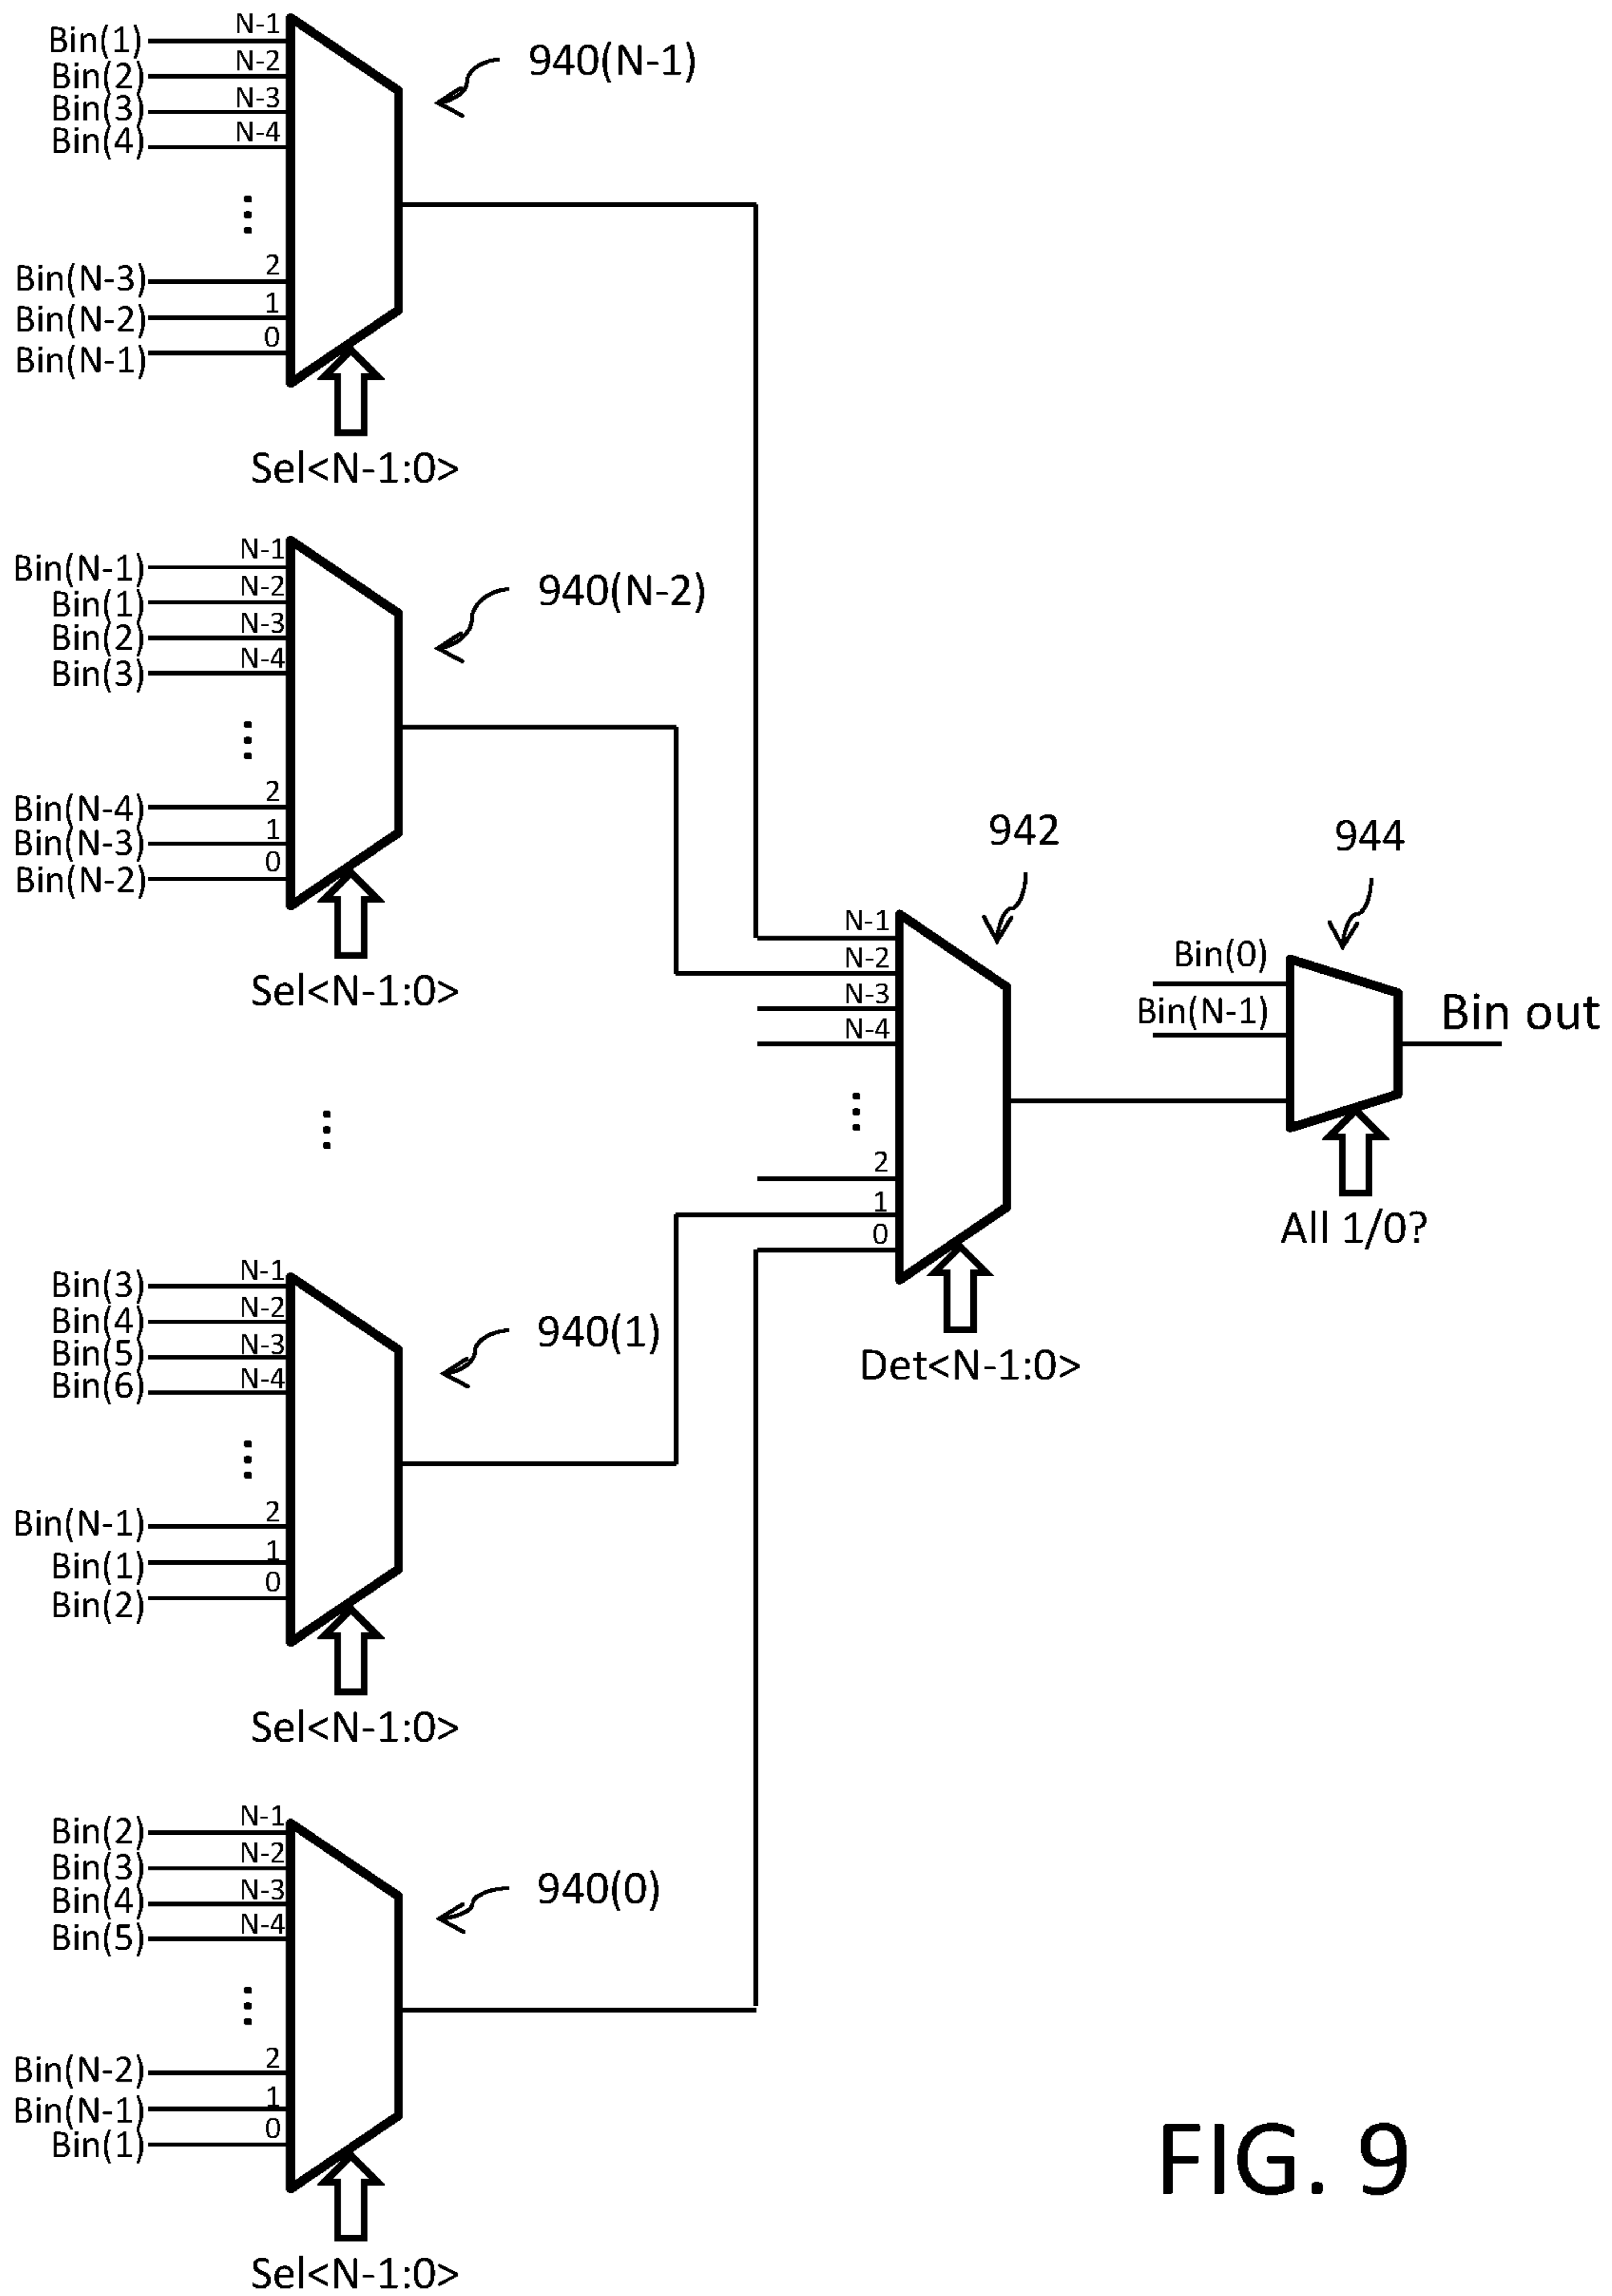 Bin(1) N-1
Bin(2) N-2
Bin(3) N-3
Bin(4) N-4
Bin(N-3) 2
Bin(N-2) 1
Bin(N-1) 0
940(N-1)
Sel<N-1:0>
Bin(N-1) N-1
Bin(1) N-2
Bin(2) N-3
Bin(3) N-4
Bin(N-4) 2
Bin(N-3) 1
Bin(N-2) 0
940(N-2)
Sel<N-1:0>
942
N-1
N-2
N-3
N-4
2
1
0
Det<N-1:0>
944
Bin(0)
Bin(N-1)
Bin out
All 1/0?
Bin(3) N-1
Bin(4) N-2
Bin(5) N-3
Bin(6) N-4
Bin(N-1) 2
Bin(1) 1
Bin(2) 0
940(1)
Sel<N-1:0>
Bin(2) N-1
Bin(3) N-2
Bin(4) N-3
Bin(5) N-4
Bin(N-2) 2
Bin(N-1) 1
Bin(1) 0
940(0)
Sel<N-1:0>
FIG. 9